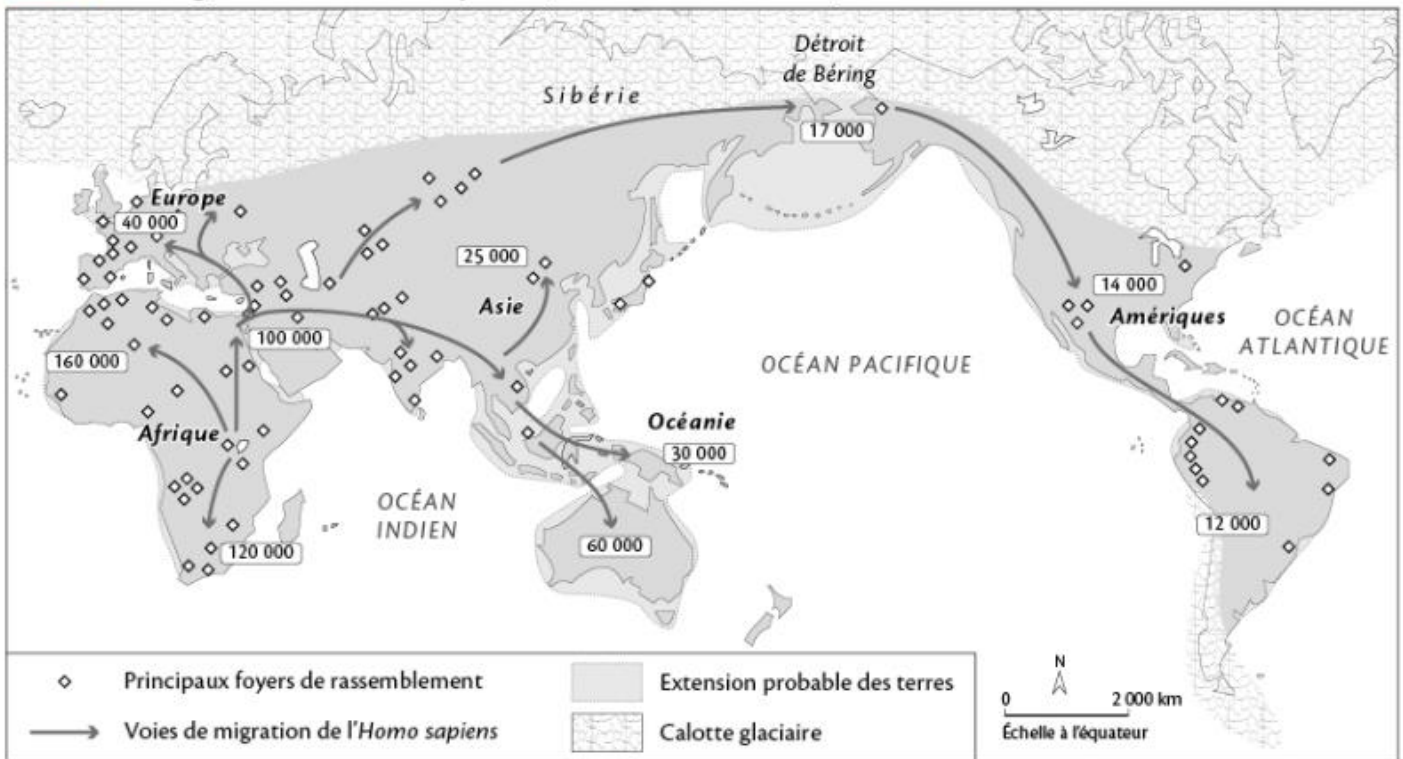 Détroit
de Béring
Sibérie
17 000
Europe
40 000
25 000
Asie
14 000
Amériques
OCÉAN
ATLANTIQUE
100 000
160 000
OCÉAN PACIFIQUE
Afrique
Océanie
30 000
OCÉAN
INDIEN
12 000
120 000
60 000
Principaux foyers de rassemblement
Voies de migration de l'Homo sapiens
Extension probable des terres
Calotte glaciaire
N
0 2 000 km
Échelle à l'équateur